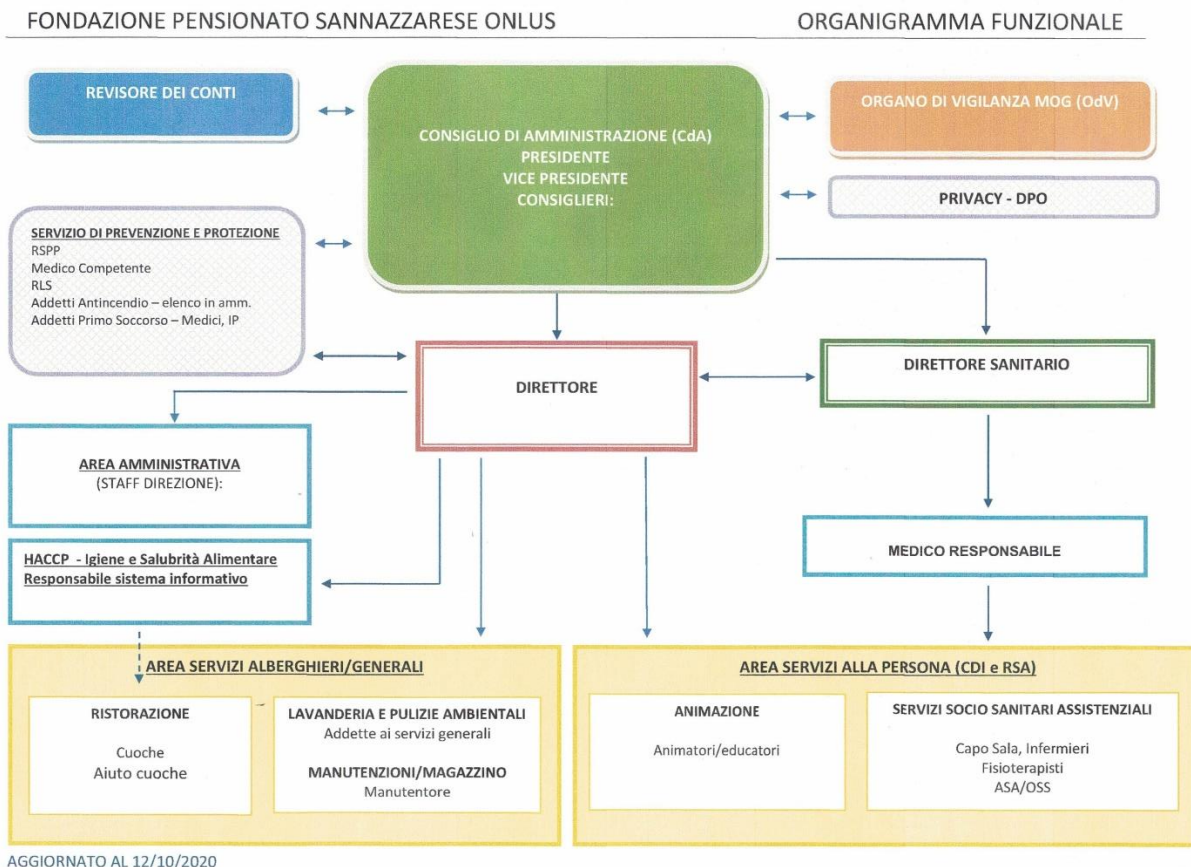 FONDAZIONE PENSIONATO SANNAZZARESE ONLUS
ORGANIGRAMMA FUNZIONALE
REVISORE DEI CONTI
CONSIGLIO DI AMMINISTRAZIONE (CdA)
PRESIDENTE
VICE PRESIDENTE
CONSIGLIERI:
ORGANO DI VIGILANZA MOG (OdV)
PRIVACY - DPO
SERVIZIO DI PREVENZIONE E PROTEZIONE
RSPP
Medico Competente
RLS
Addetti Antincendio – elenco in amm.
Addetti Primo Soccorso – Medici, IP
DIRETTORE
DIRETTORE SANITARIO
AREA AMMINISTRATIVA
(STAFF DIREZIONE):
HACCP - Igiene e Salubrità Alimentare
Responsabile sistema informativo
MEDICO RESPONSABILE
AREA SERVIZI ALBERGHIERI/GENERALI
RISTORAZIONE
Cuoche
Aiuto cuoche
LAVANDERIA E PULIZIE AMBIENTALI
Addette ai servizi generali
MANUTENZIONI/MAGAZZINO
Manutentore
AREA SERVIZI ALLA PERSONA (CDI e RSA)
ANIMAZIONE
Animatori/educatori
SERVIZI SOCIO SANITARI ASSISTENZIALI
Capo Sala, Infermieri
Fisioterapisti
ASA/OSS
AGGIORNATO AL 12/10/2020